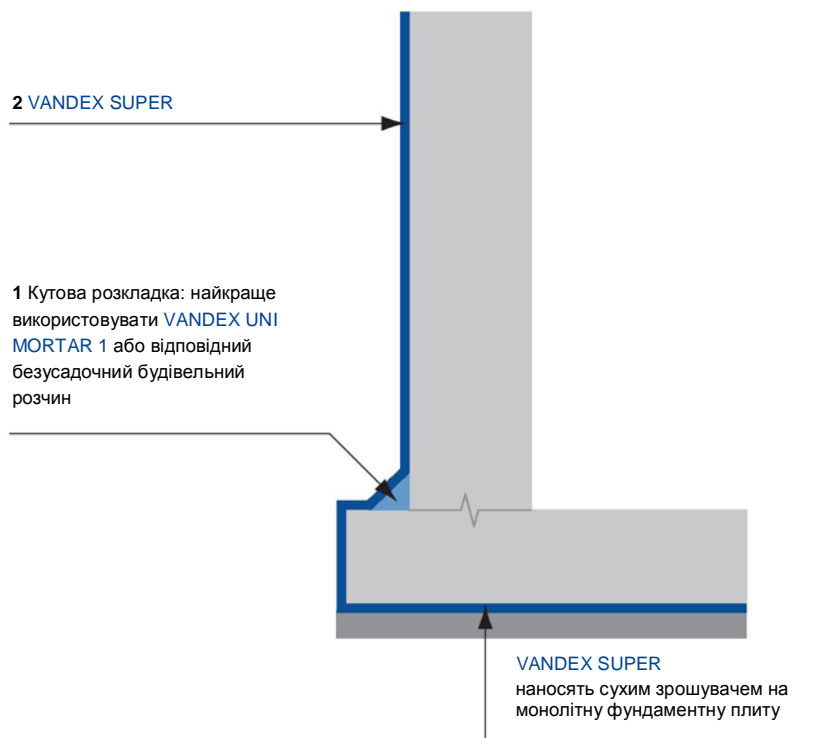 2 VANDEX SUPER
1 Кутова розкладка: найкраще
використовувати VANDEX UNI
MORTAR 1 або відповідний
безусадочний будівельний
розчин
VANDEX SUPER
наносять сухим зрошувачем на
монолітну фундаментну плиту